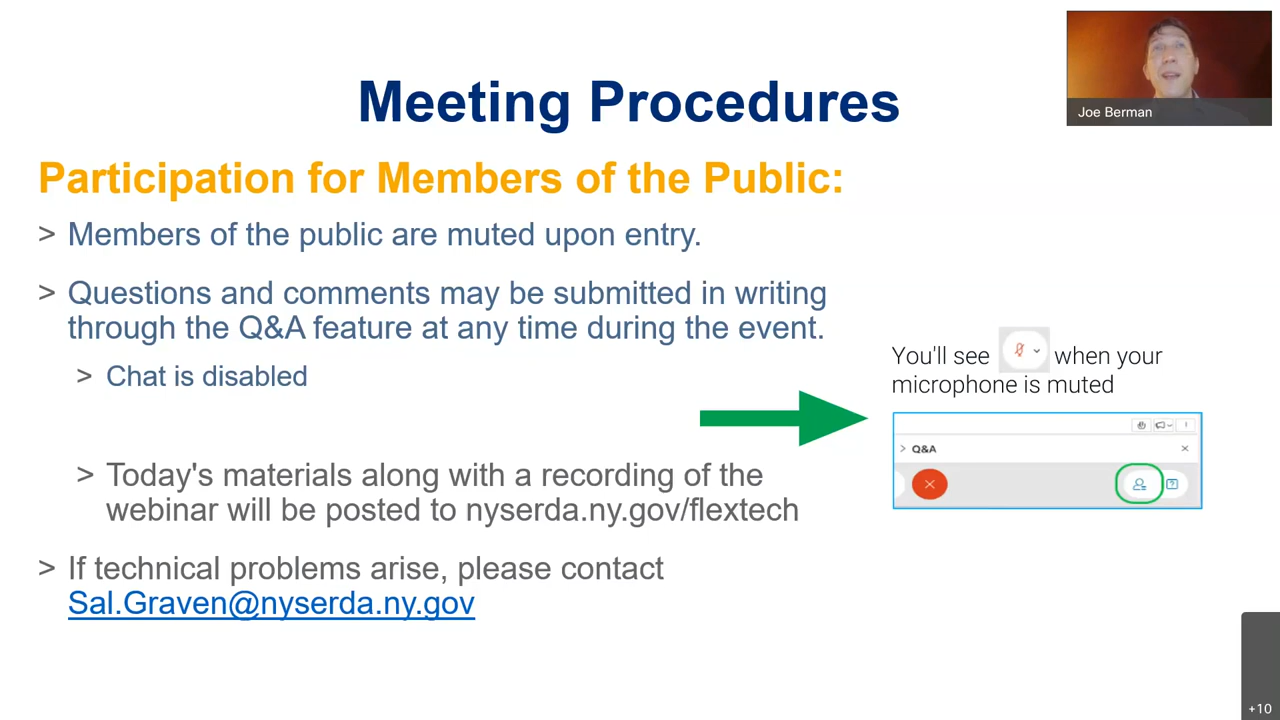 Joe Berman
Meeting Procedures
Participation for Members of the Public:
> Members of the public are muted upon entry.
> Questions and comments may be submitted in writing
through the Q&A feature at any time during the event.
> Chat is disabled
> Today's materials along with a recording of the
webinar will be posted to nyserda.ny.gov/flextech
> If technical problems arise, please contact
Sal.Graven@nyserda.ny.gov
You'll see when your
microphone is muted
> Q&A ×
+10